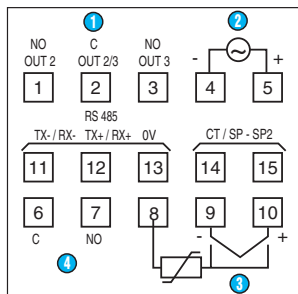 1 2
NO C NO
OUT 2 OUT 2/3 OUT 3 - +
1 2 3 4 5
RS 485
TX- / RX- TX+ / RX+ 0V CT / SP - SP2
11 12 13 14 15
6 7 8 9 10
C NO - +
4 3